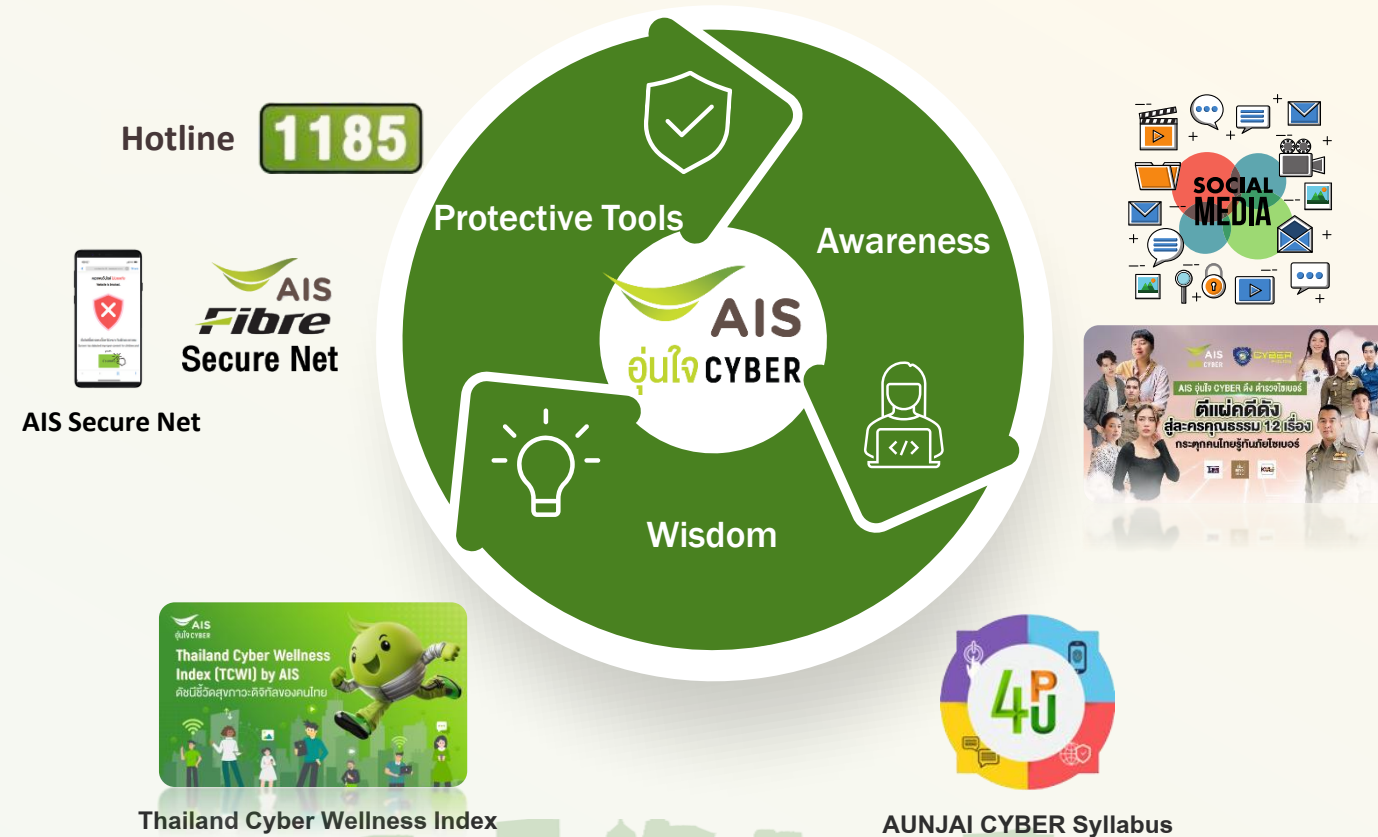 Hotline 1185
Protective Tools
Awareness
SOCIAL
MEDIA
AIS
อุ่นใจ CYBER
AIS
Fibre
Secure Net
AIS Secure Net
AIS
CYBER
CYBER
AIS อุ่นใจ CYBER ดึง ตำรวจไซเบอร์
ตีแผ่คดีดัง
สู่ละครคุณธรรม 12 เรื่อง
กระตุกคนไทยรู้ทันภัยไซเบอร์
</>
Wisdom
AIS
อุ่นใจ CYBER
Thailand Cyber Wellness
Index (TCWI) by AIS
ดัชนีชี้วัดสุขภาวะดิจิทัลของคนไทย
Thailand Cyber Wellness Index
4P
U
AUNJAI CYBER Syllabus